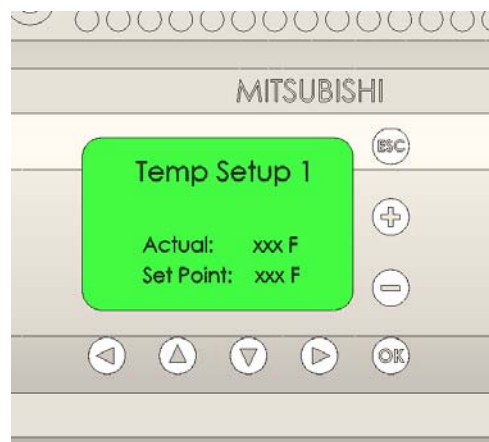 MITSUBISHI
ESC
Temp Setup 1
Actual: xxx F
Set Point: xxx F
OK